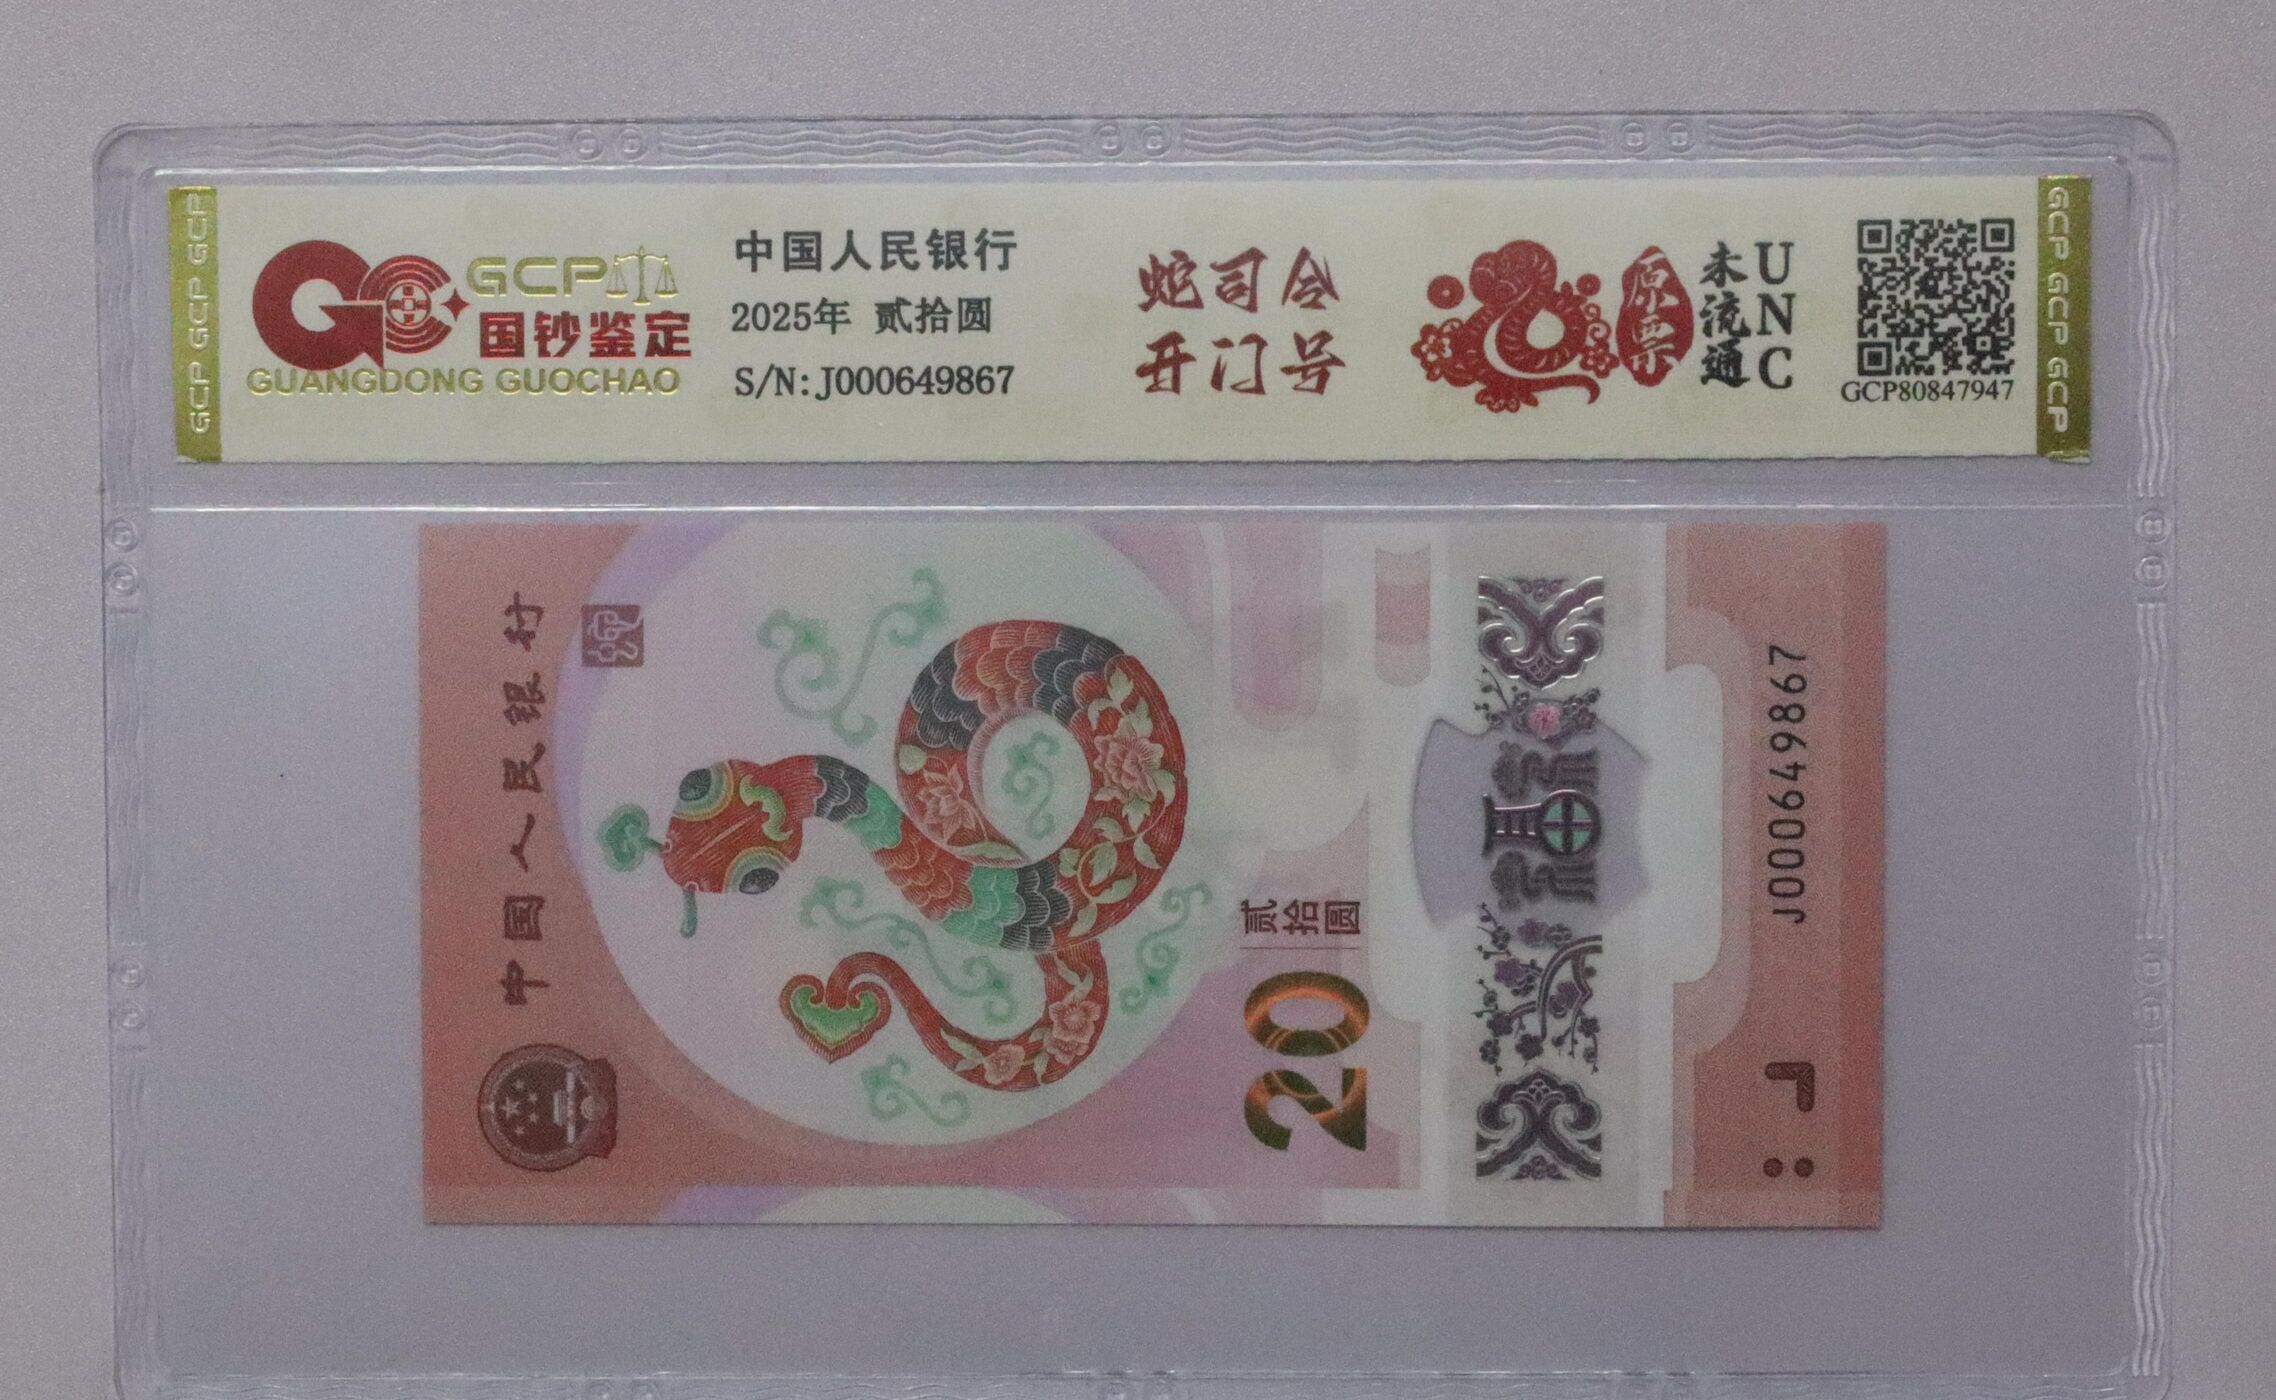 GCP GCP GCP
GCP
国钞鉴定
GUANGDONG GUOCHAO
中国人民银行
2025年 贰拾圆
S/N:J000649867
蛇司令
开门号
原票
未流通
UNC
GCP80847947
GCP GCP GCP GCP
中国人民银行
贰拾圆
20
福
J000649867